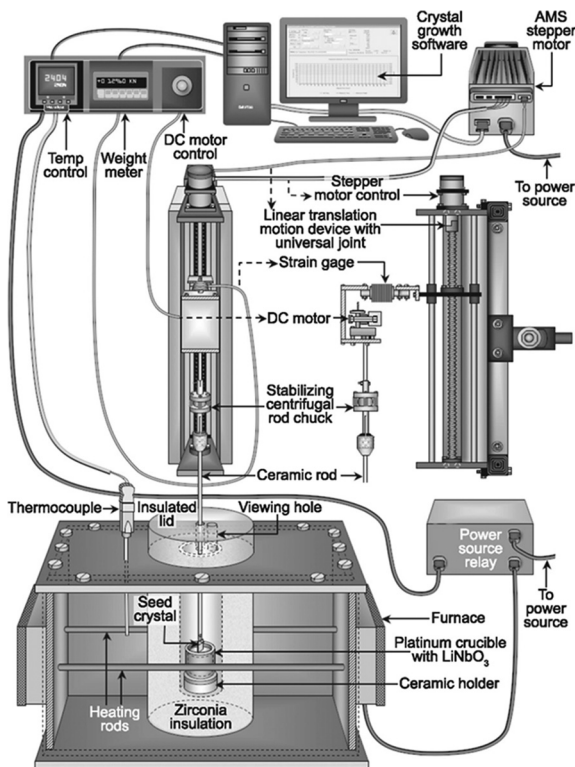 Crystal
growth
software
AMS
stepper
motor
2404
Temp
control
Weight
meter
DC motor
control
To power
source
Stepper
motor control
Linear translation
motion device with
universal joint
Strain gage
DC motor
Stabilizing
centrifugal
rod chuck
Ceramic rod
Thermocouple
Insulated
lid
Viewing hole
Power
source
relay
To
power
source
Seed
crystal
Furnace
Platinum crucible
with LiNbO3
Ceramic holder
Heating
rods
Zirconia
insulation